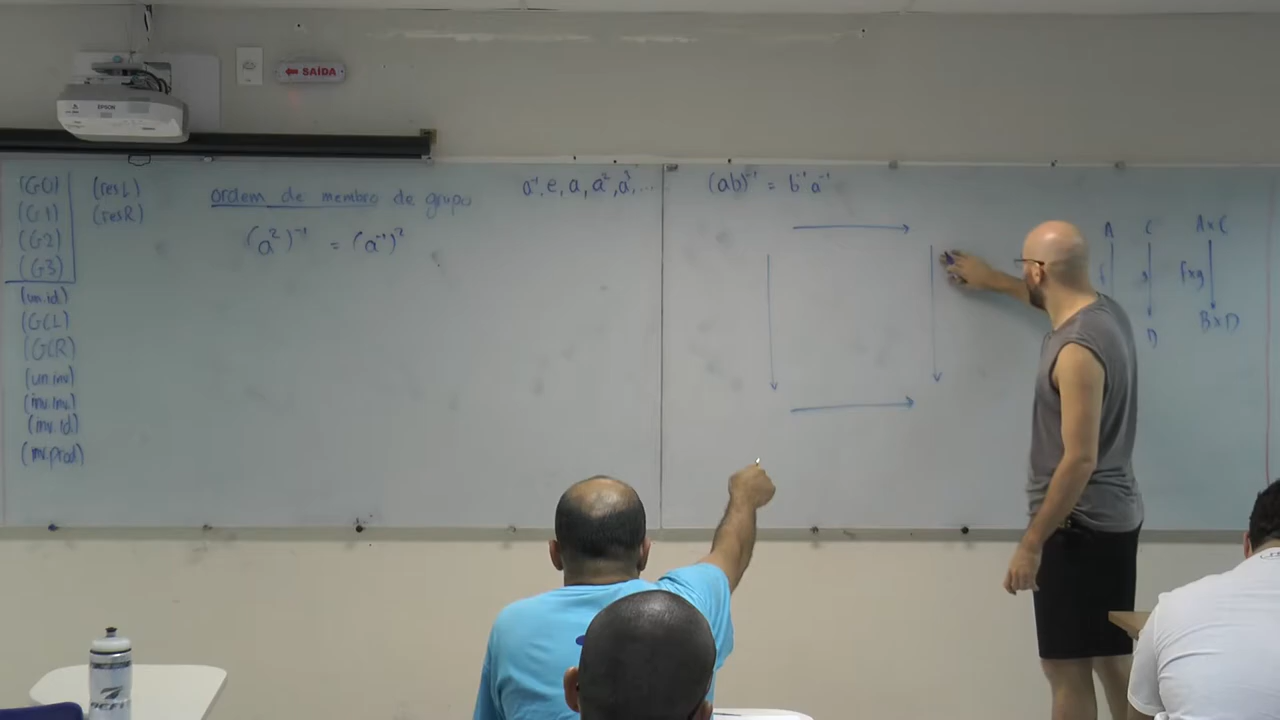 EPSON
← SAÍDA
(G0) (resL)
(G1) (resR)
(G2)
(G3)
(un.id)
(GCL)
(GCR)
(un.inv)
(inv.inv)
(inv.id)
(inv.prod)
ordem de membro de grupo
(a²)⁻¹ = (a⁻¹)²
a⁻¹, e, a, a², a³, ...
(ab)⁻¹ = b⁻¹a⁻¹
A C A×C
f g f×g
D B×D